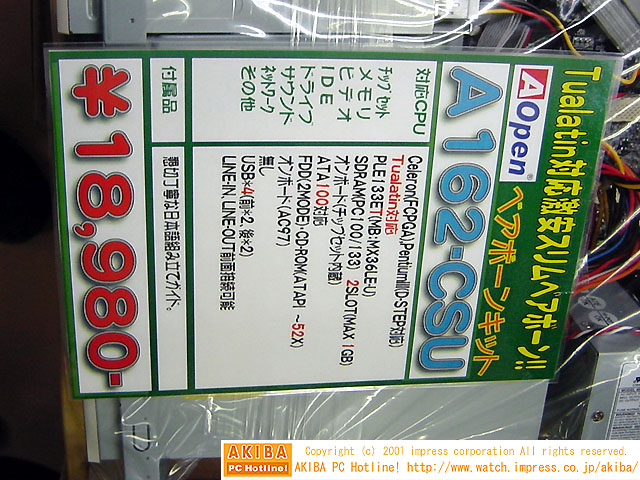 Tualatin対応激安スリムベアボーン!!
AOpen ベアボーンキット
A162-CSU
対応CPU Celeron(FCPGA),PentiumIII(D-STEP対応)
Tualatin対応
チップセット PLE133ET(MB:MX36LE-U)
メモリ SDRAM(PC100/133) 2SLOT(MAX 1GB)
ビデオ オンボード(チップセット内蔵)
IDE ATA100対応
ドライブ FDD(2MODE)・CD-ROM(ATAPI ~52X)
サウンド オンボード(AC97)
ネットワーク 無し
その他 USB×4(前×2, 後×2)
LINE-IN, LINE-OUT前面接続可能
付属品 懇切丁寧な日本語組み立てガイド。
¥18,980-
AKIBA PC Hotline!
Copyright (c) 2001 impress corporation All rights reserved.
AKIBA PC Hotline! http://www.watch.impress.co.jp/akiba/